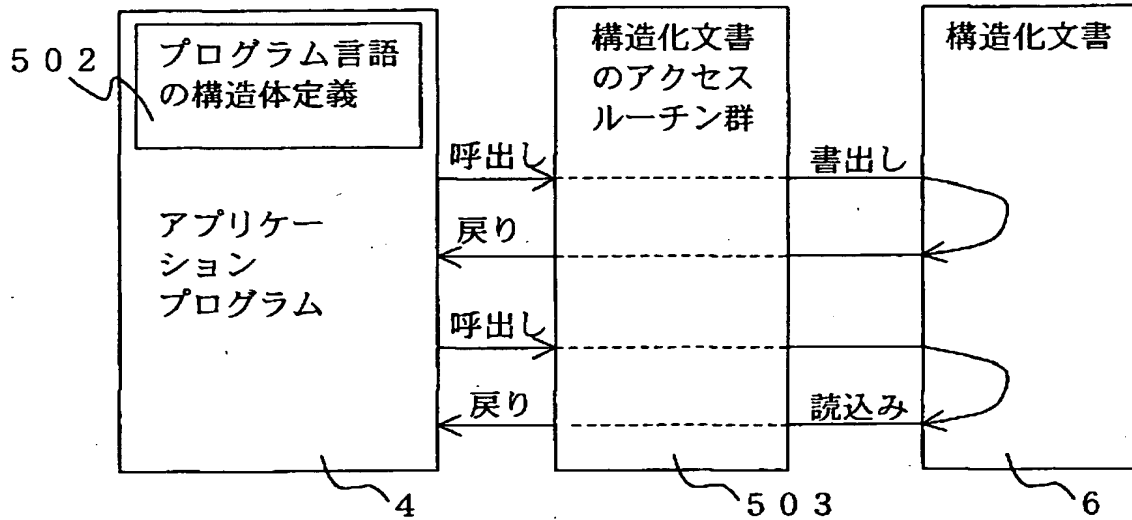 ５０２
プログラム言語
の構造体定義
アプリケー
ション
プログラム
４
構造化文書
のアクセス
ルーチン群
５０３
構造化文書
６
呼出し
書出し
戻り
呼出し
戻り
読込み